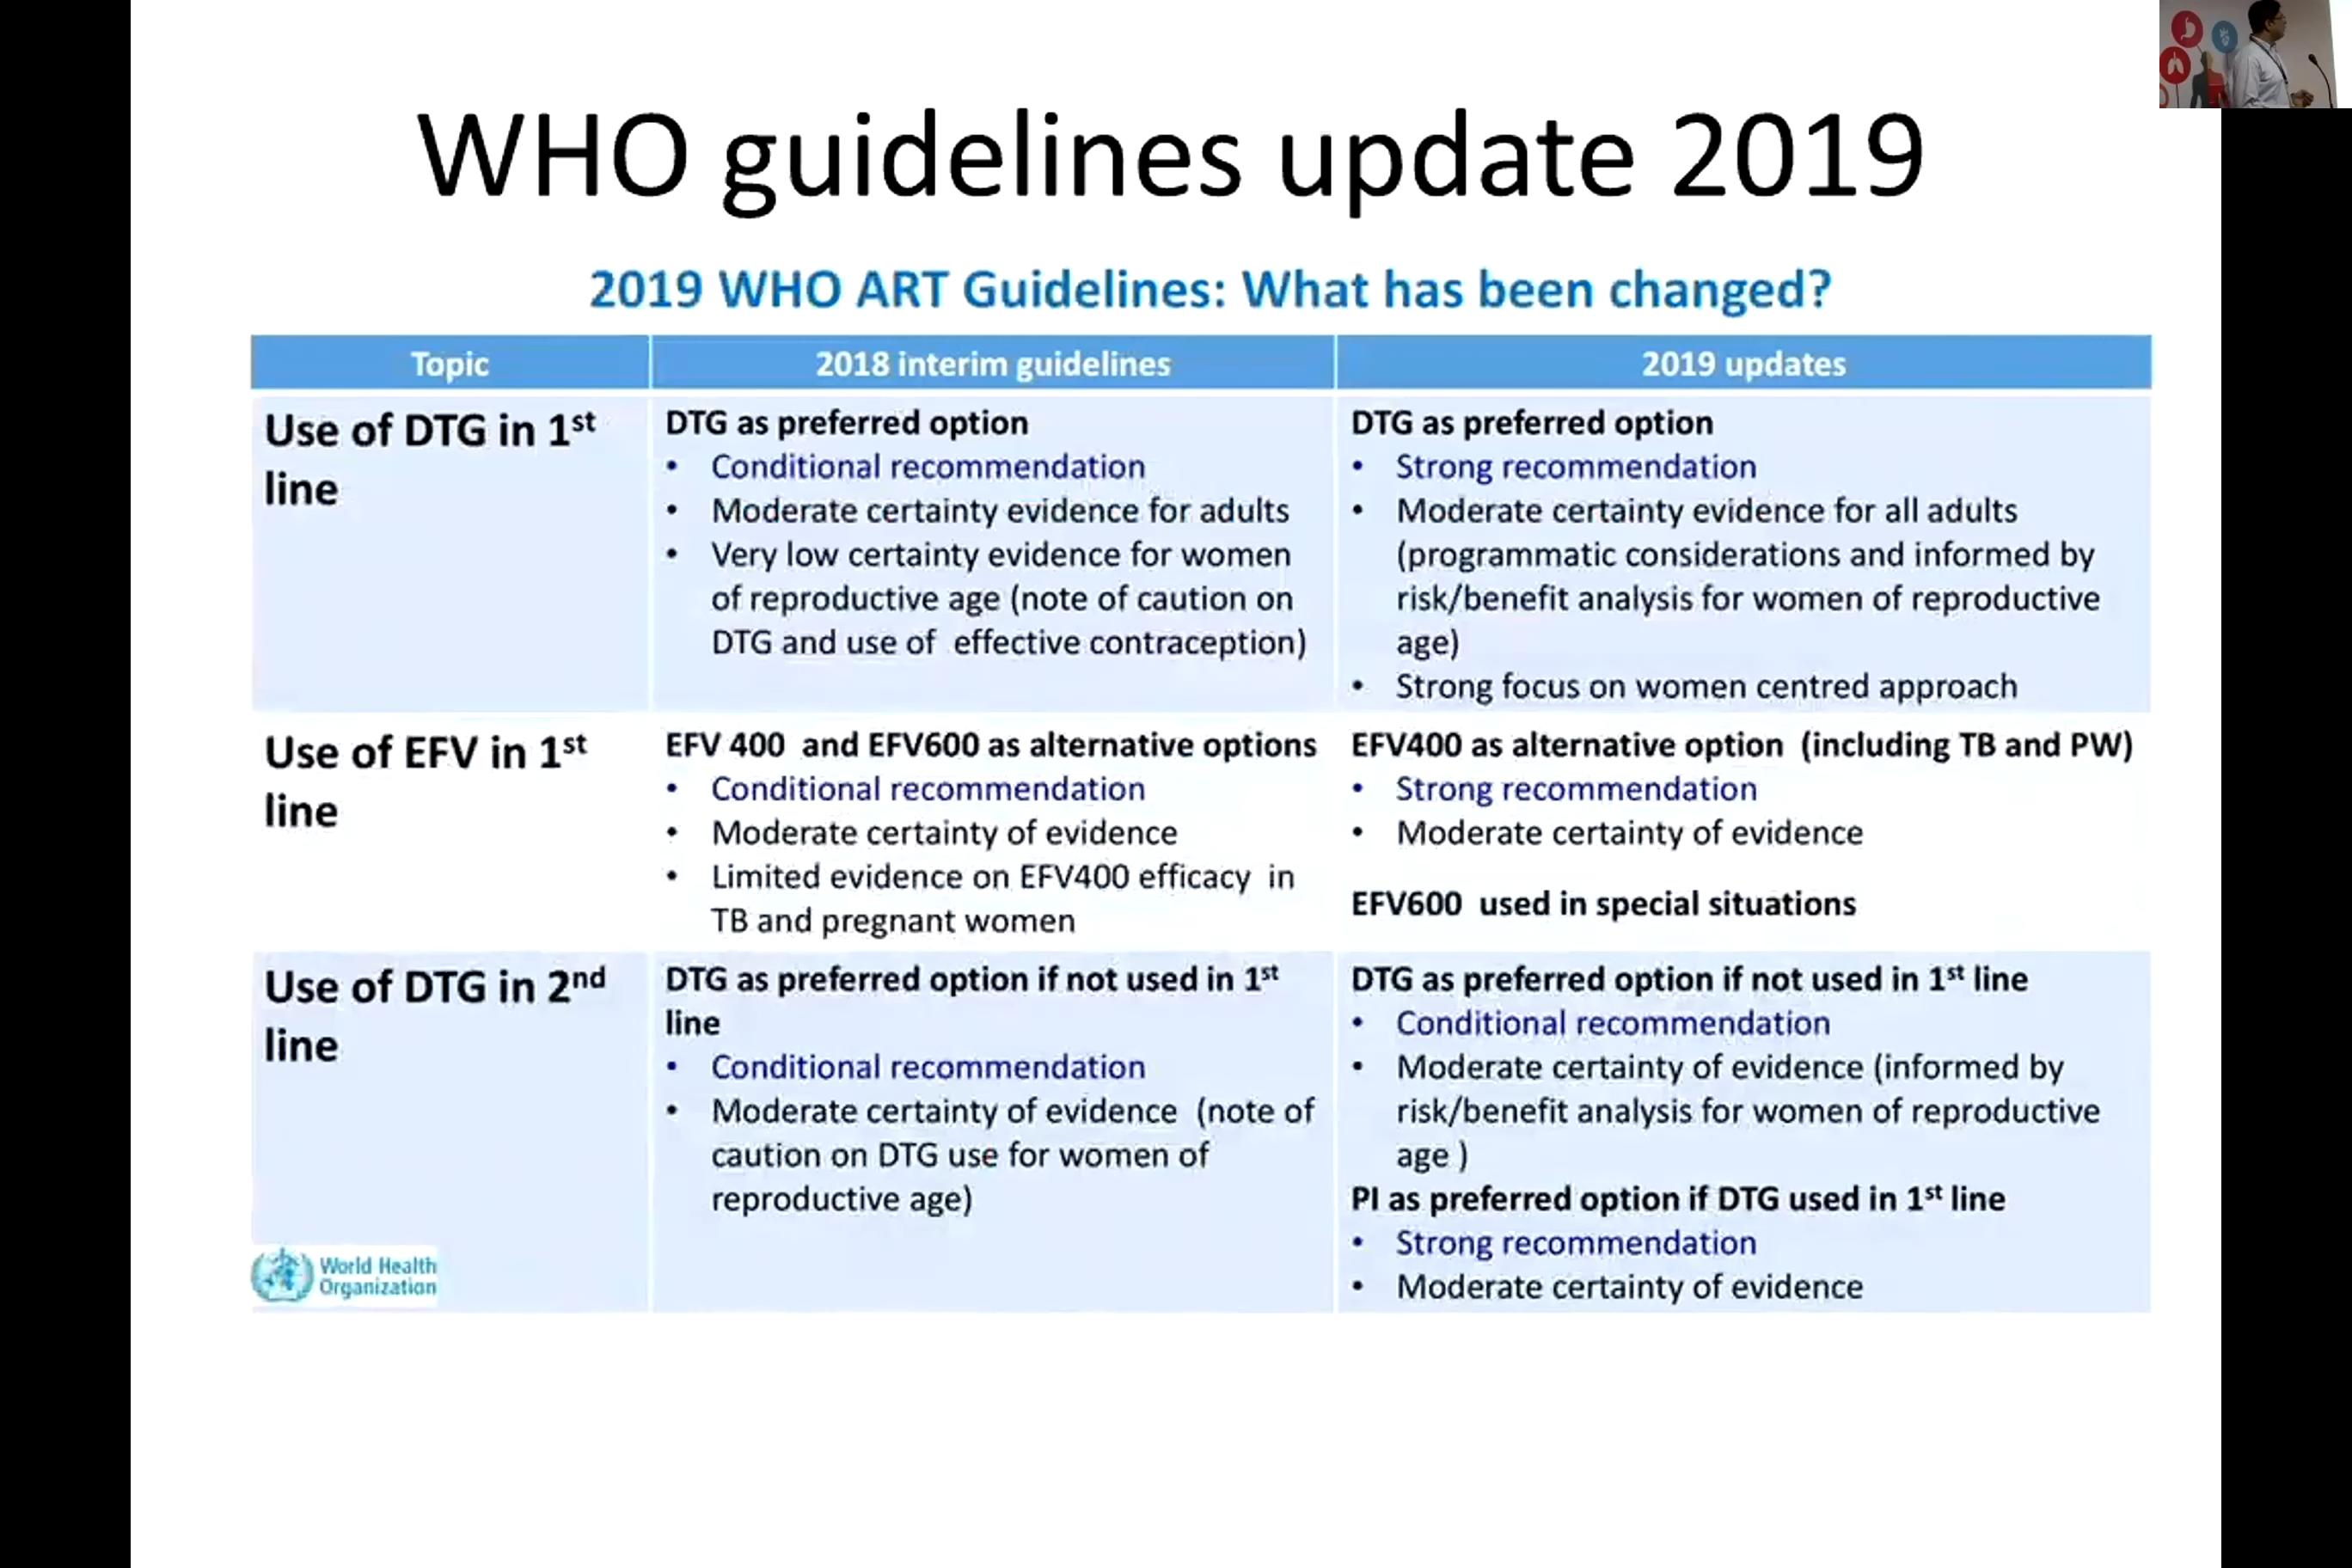 WHO guidelines update 2019
2019 WHO ART Guidelines: What has been changed?
Topic
2018 interim guidelines
2019 updates
Use of DTG in 1st
line
DTG as preferred option
• Conditional recommendation
• Moderate certainty evidence for adults
• Very low certainty evidence for women
of reproductive age (note of caution on
DTG and use of effective contraception)
DTG as preferred option
• Strong recommendation
• Moderate certainty evidence for all adults
(programmatic considerations and informed by
risk/benefit analysis for women of reproductive
age)
• Strong focus on women centred approach
Use of EFV in 1st
line
EFV 400 and EFV600 as alternative options
• Conditional recommendation
• Moderate certainty of evidence
• Limited evidence on EFV400 efficacy in
TB and pregnant women
EFV400 as alternative option (including TB and PW)
• Strong recommendation
• Moderate certainty of evidence
EFV600 used in special situations
Use of DTG in 2nd
line
DTG as preferred option if not used in 1st
line
• Conditional recommendation
• Moderate certainty of evidence (note of
caution on DTG use for women of
reproductive age)
DTG as preferred option if not used in 1st line
• Conditional recommendation
• Moderate certainty of evidence (informed by
risk/benefit analysis for women of reproductive
age )
PI as preferred option if DTG used in 1st line
• Strong recommendation
• Moderate certainty of evidence
World Health
Organization